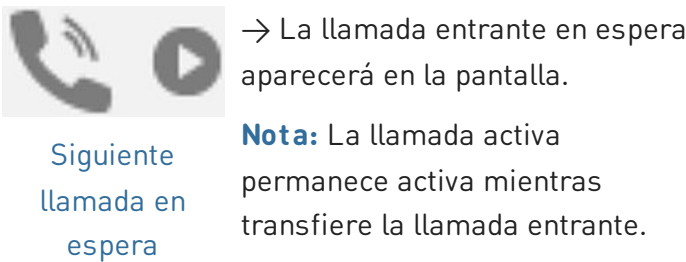 → La llamada entrante en espera
aparecerá en la pantalla.
Nota: La llamada activa
permanece activa mientras
transfiere la llamada entrante.
Siguiente
llamada en
espera